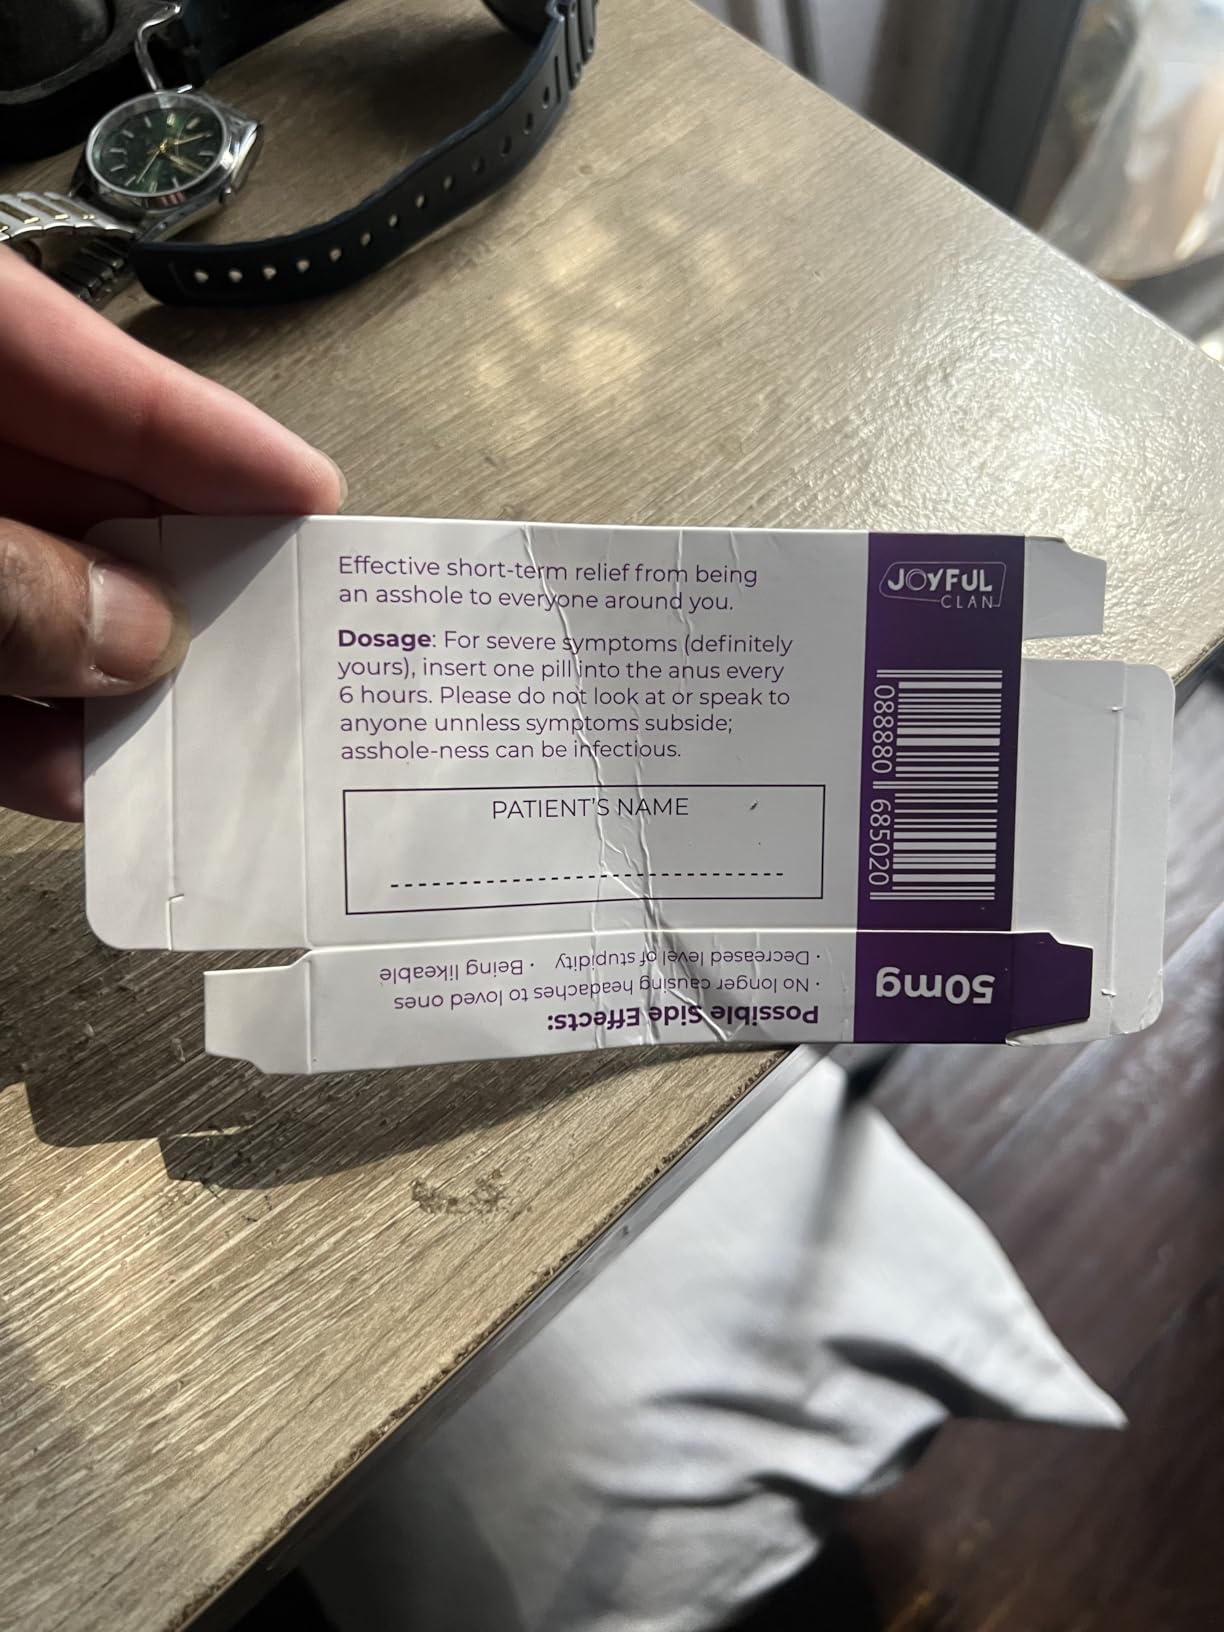 Effective short-term relief from being
an asshole to everyone around you.
Dosage: For severe symptoms (definitely
yours), insert one pill into the anus every
6 hours. Please do not look at or speak to
anyone unnless symptoms subside;
asshole-ness can be infectious.
PATIENT'S NAME
JOYFUL
CLAN
088880 685020
50mg
Possible Side Effects:
• No longer causing headaches to loved ones
• Decreased level of stupidity • Being likeable